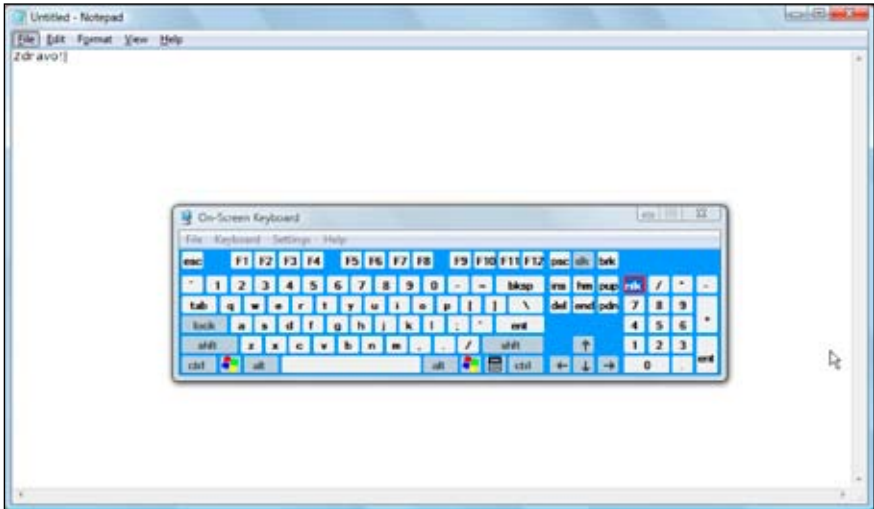 Untitled - Notepad
File Edit Format View Help
Zdravo!
On-Screen Keyboard
File Keyboard Settings Help
esc F1 F2 F3 F4 F5 F6 F7 F8 F9 F10 F11 F12 psc slk brk
` 1 2 3 4 5 6 7 8 9 0 - = bksp ins hm pup nlk / * -
tab q w e r t y u i o p [ ] \ del end pdn 7 8 9 +
lock a s d f g h j k l ; ' ent 4 5 6
shft z x c v b n m , . / shft ↑ 1 2 3 ent
ctrl alt alt ctrl ← ↓ → 0 .